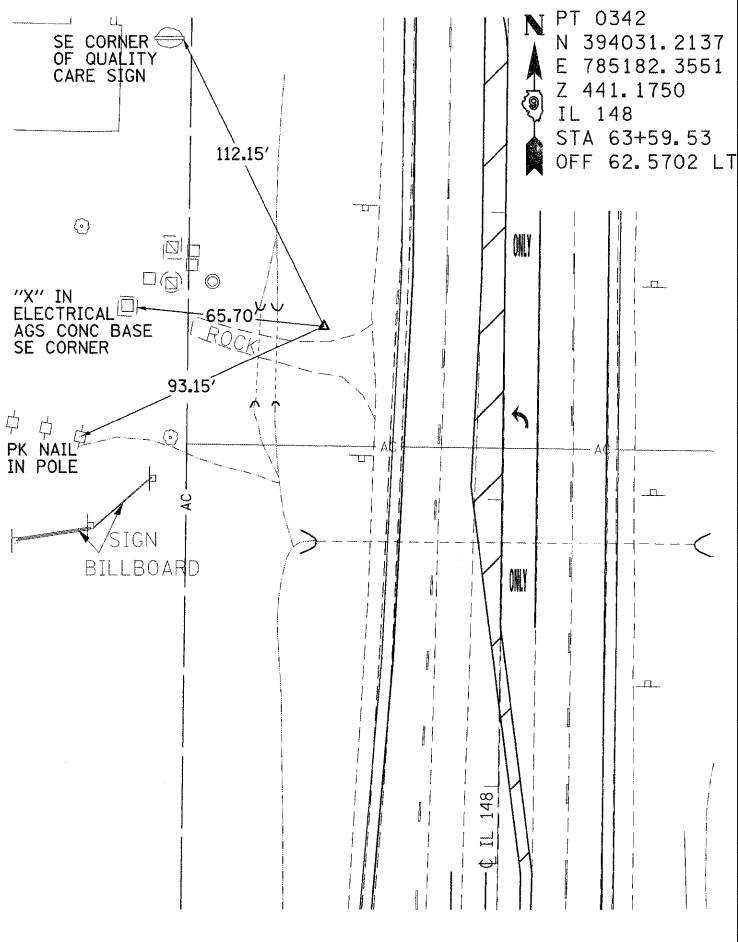 SE CORNER
OF QUALITY
CARE SIGN
N
9
PT 0342
N 394031.2137
E 785182.3551
Z 441.1750
IL 148
STA 63+59.53
OFF 62.5702 LT
112.15'
ONLY
"X" IN
ELECTRICAL
AGS CONC BASE
SE CORNER
65.70'
ROCK
93.15'
PK NAIL
IN POLE
AC
AC
AC
SIGN
BILLBOARD
ONLY
℄ IL 148